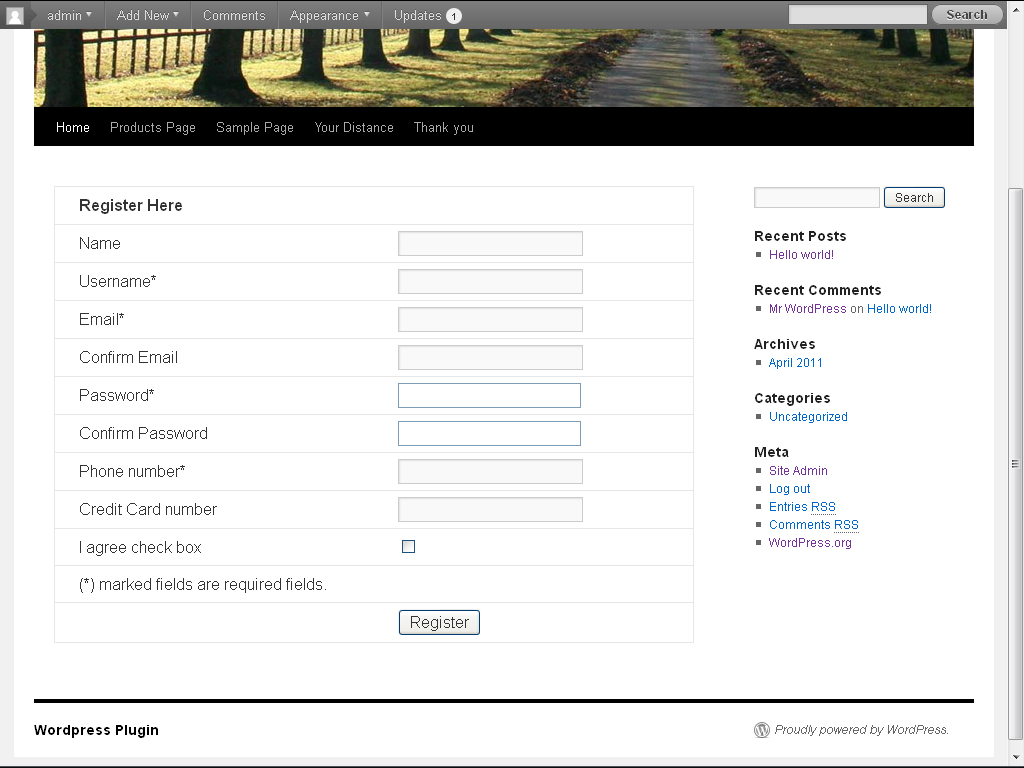 admin Add New Comments Appearance Updates 1 Search
Home Products Page Sample Page Your Distance Thank you
Register Here
Name
Username*
Email*
Confirm Email
Password*
Confirm Password
Phone number*
Credit Card number
I agree check box
(*) marked fields are required fields.
Register
Search
Recent Posts
Hello world!
Recent Comments
Mr WordPress on Hello world!
Archives
April 2011
Categories
Uncategorized
Meta
Site Admin
Log out
Entries RSS
Comments RSS
WordPress.org
Wordpress Plugin
Proudly powered by WordPress.